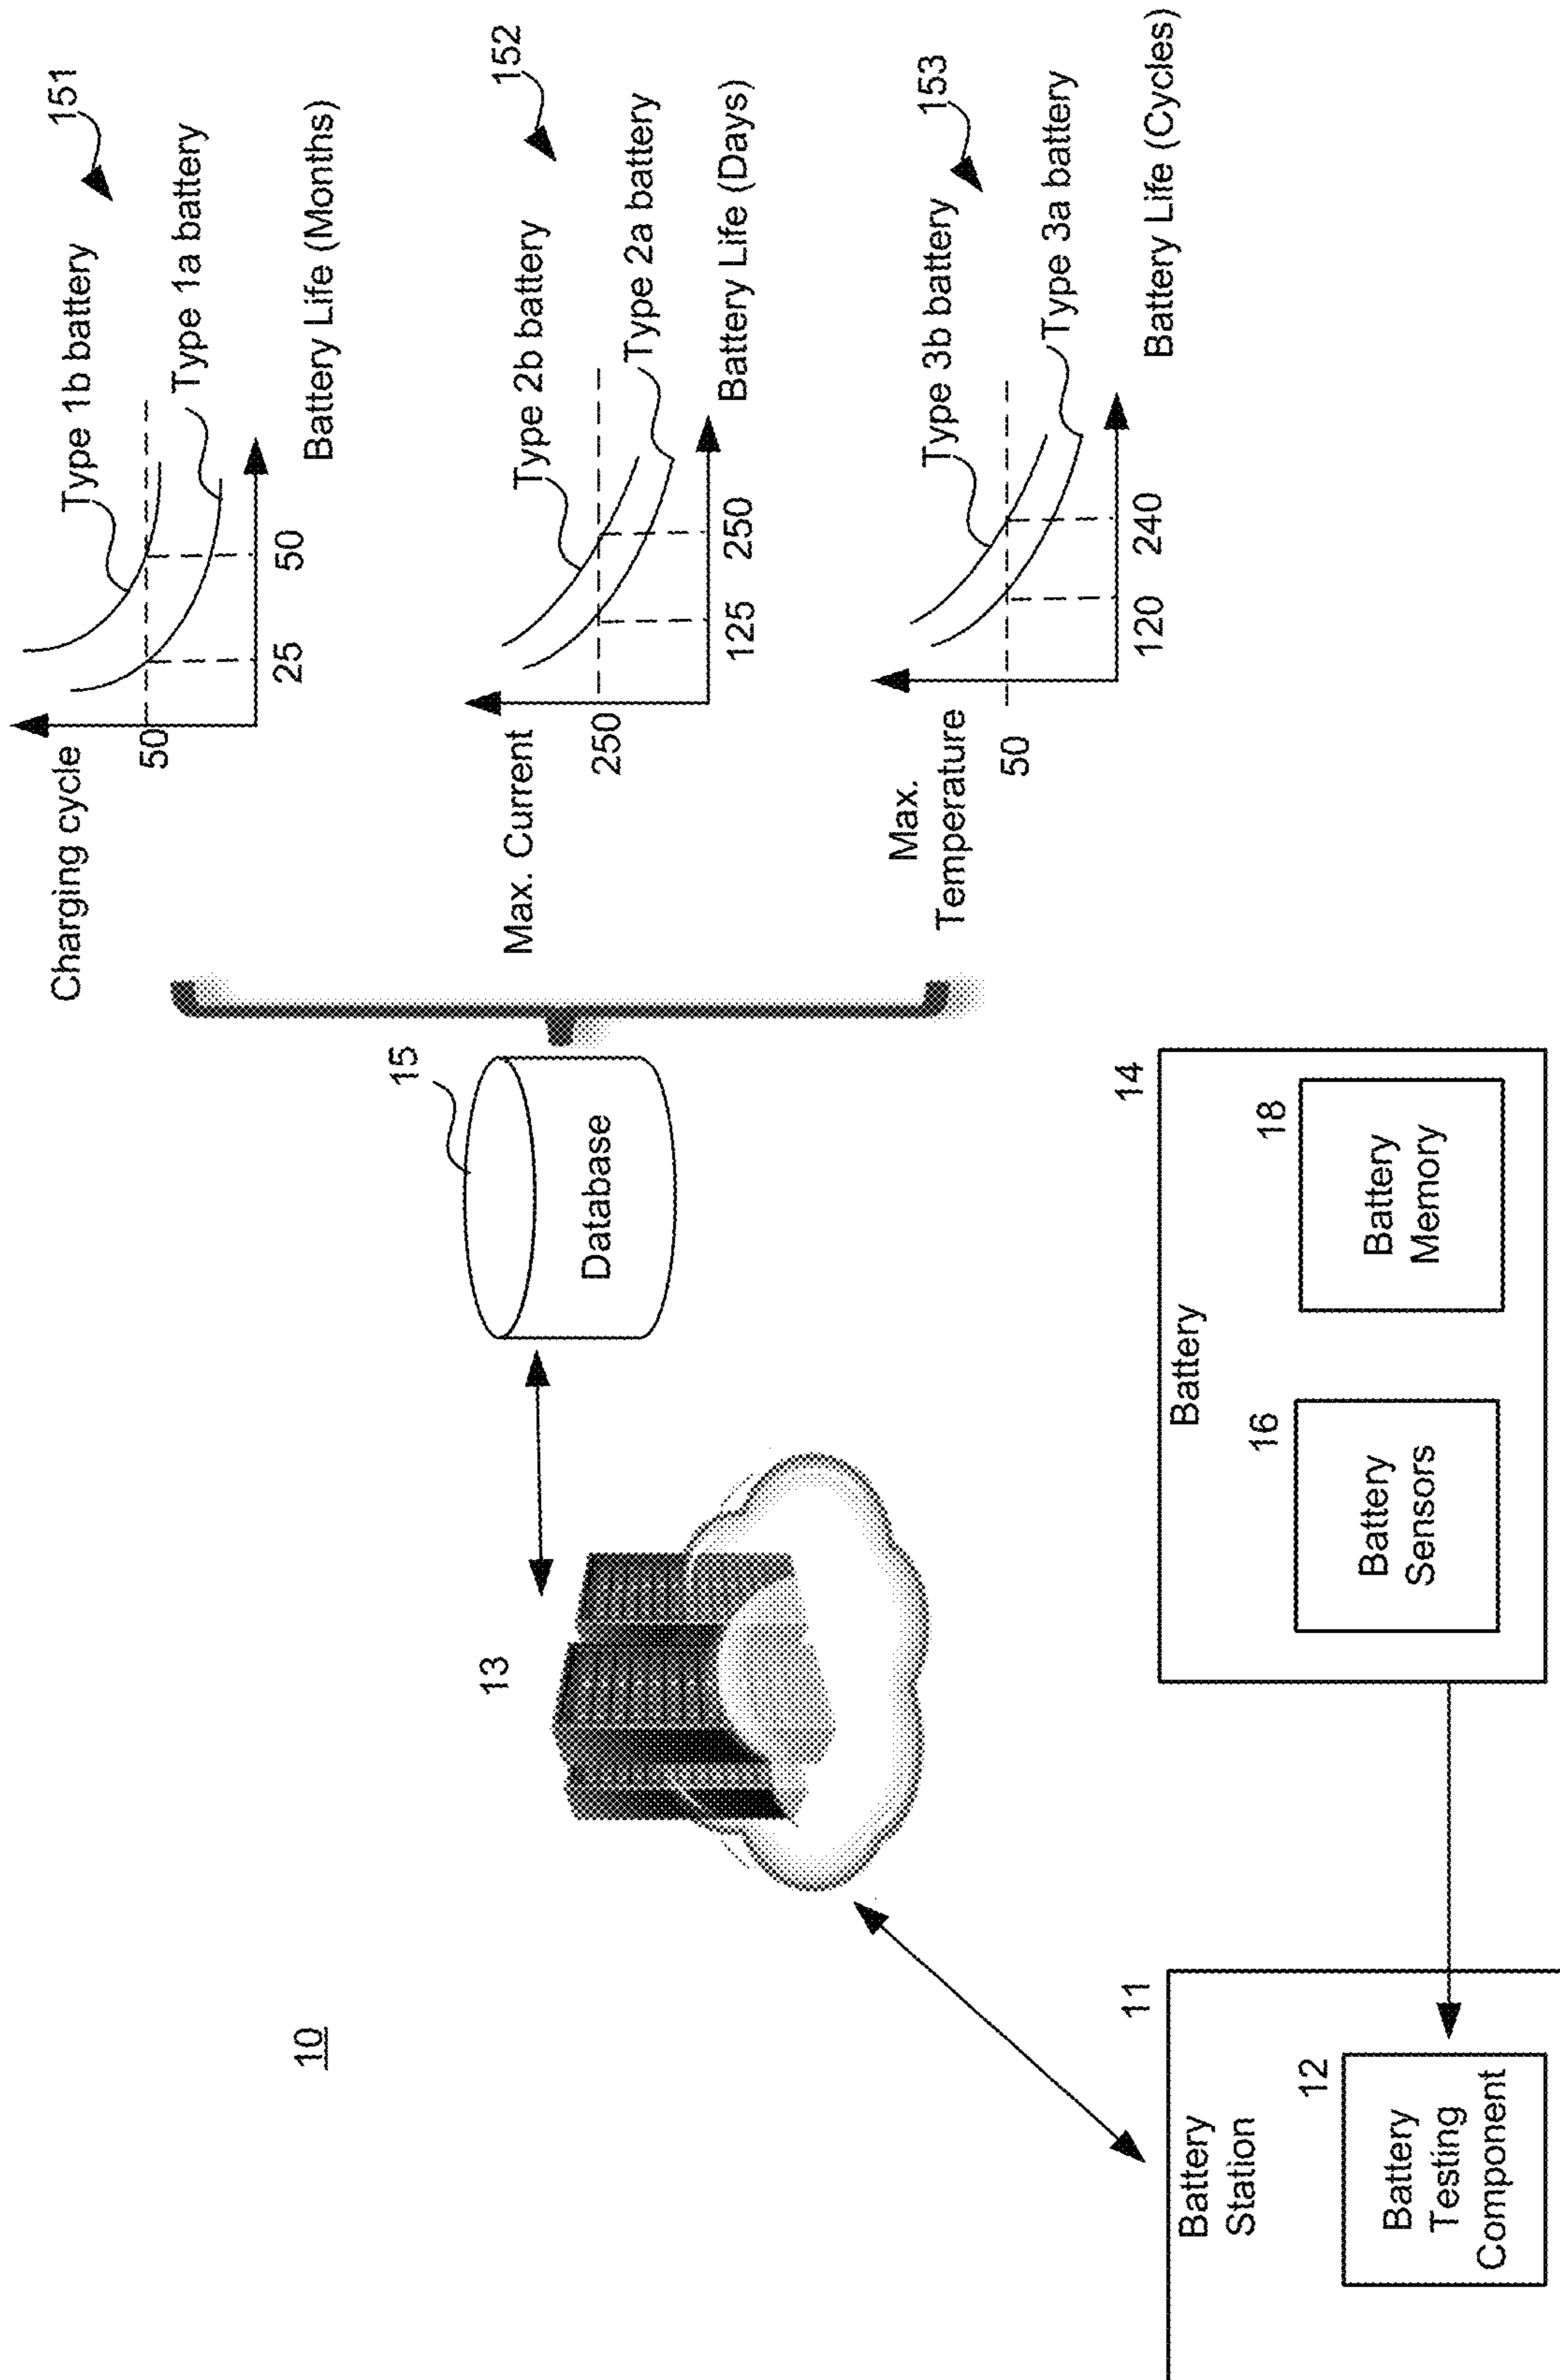 10
Charging cycle
50
25
50
Type 1b battery
Type 1a battery
151
Battery Life (Months)
Max. Current
250
125
250
Type 2b battery
Type 2a battery
152
Battery Life (Days)
Max.
Temperature
50
120
240
Type 3b battery
Type 3a battery
153
Battery Life (Cycles)
13
15
Database
Battery
Station
11
12
Battery
Testing
Component
Battery
14
16
Battery
Sensors
18
Battery
Memory